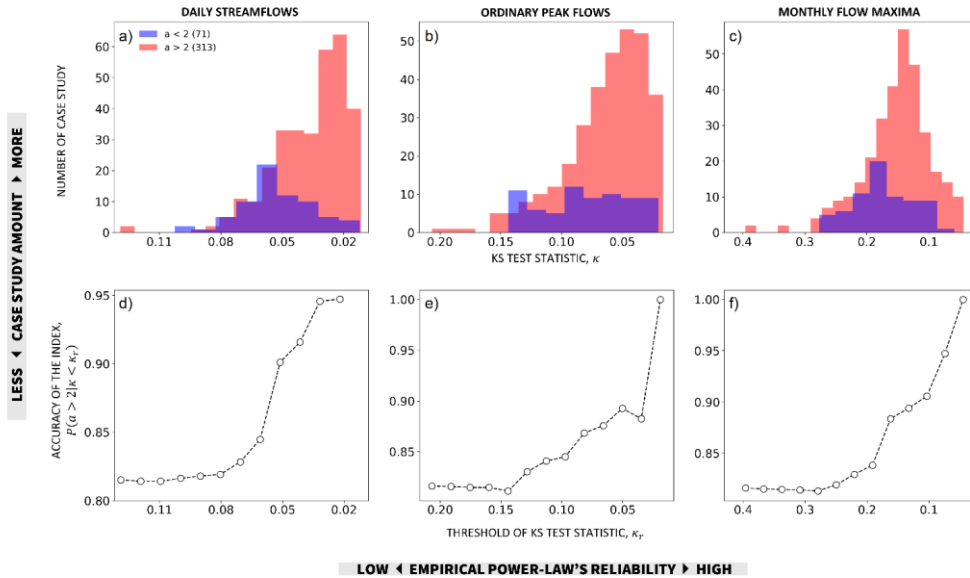 DAILY STREAMFLOWS
ORDINARY PEAK FLOWS
MONTHLY FLOW MAXIMA
a)
a < 2 (71)
a > 2 (313)
b)
c)
60
50
40
30
20
10
0
50
40
30
20
10
0
50
40
30
20
10
0
NUMBER OF CASE STUDY
0.11 0.08 0.05 0.02
0.20 0.15 0.10 0.05
0.4 0.3 0.2 0.1
KS TEST STATISTIC, κ
d)
e)
f)
0.95
0.90
0.85
0.80
1.00
0.95
0.90
0.85
1.00
0.95
0.90
0.85
ACCURACY OF THE INDEX,
P(a > 2|κ < κr)
0.11 0.08 0.05 0.02
0.20 0.15 0.10 0.05
0.4 0.3 0.2 0.1
THRESHOLD OF KS TEST STATISTIC, κr
LESS ◄ CASE STUDY AMOUNT ► MORE
LOW ◄ EMPIRICAL POWER-LAW'S RELIABILITY ► HIGH